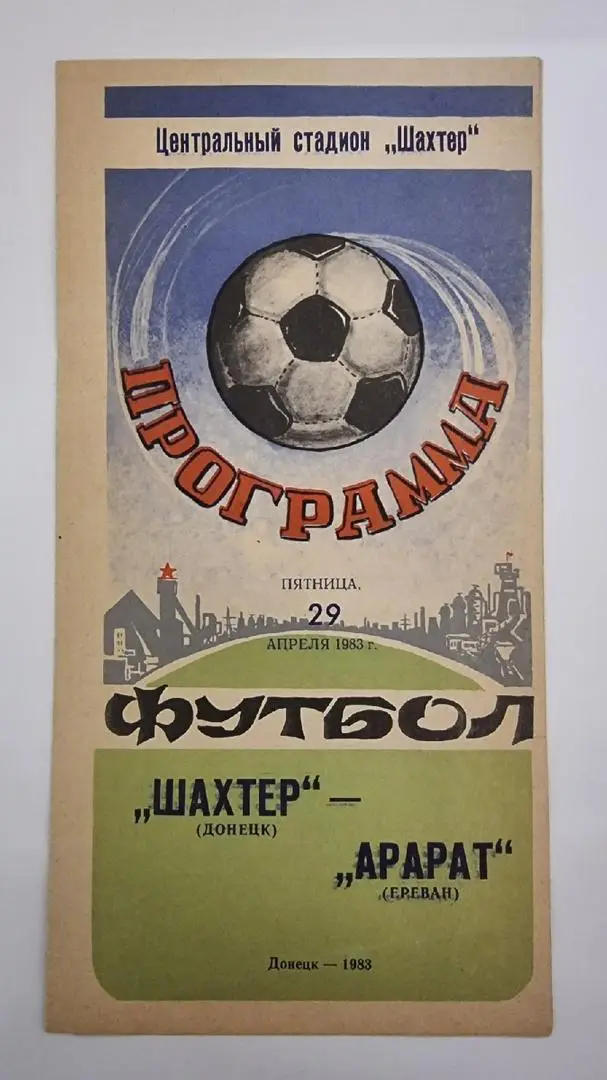 Центральный стадион „Шахтер“
ПРОГРАММА
ПЯТНИЦА,
29
АПРЕЛЯ 1983 г.
ФУТБОЛ
„ШАХТЕР“ —
(ДОНЕЦК)
„АРАРАТ“
(ЕРЕВАН)
Донецк — 1983